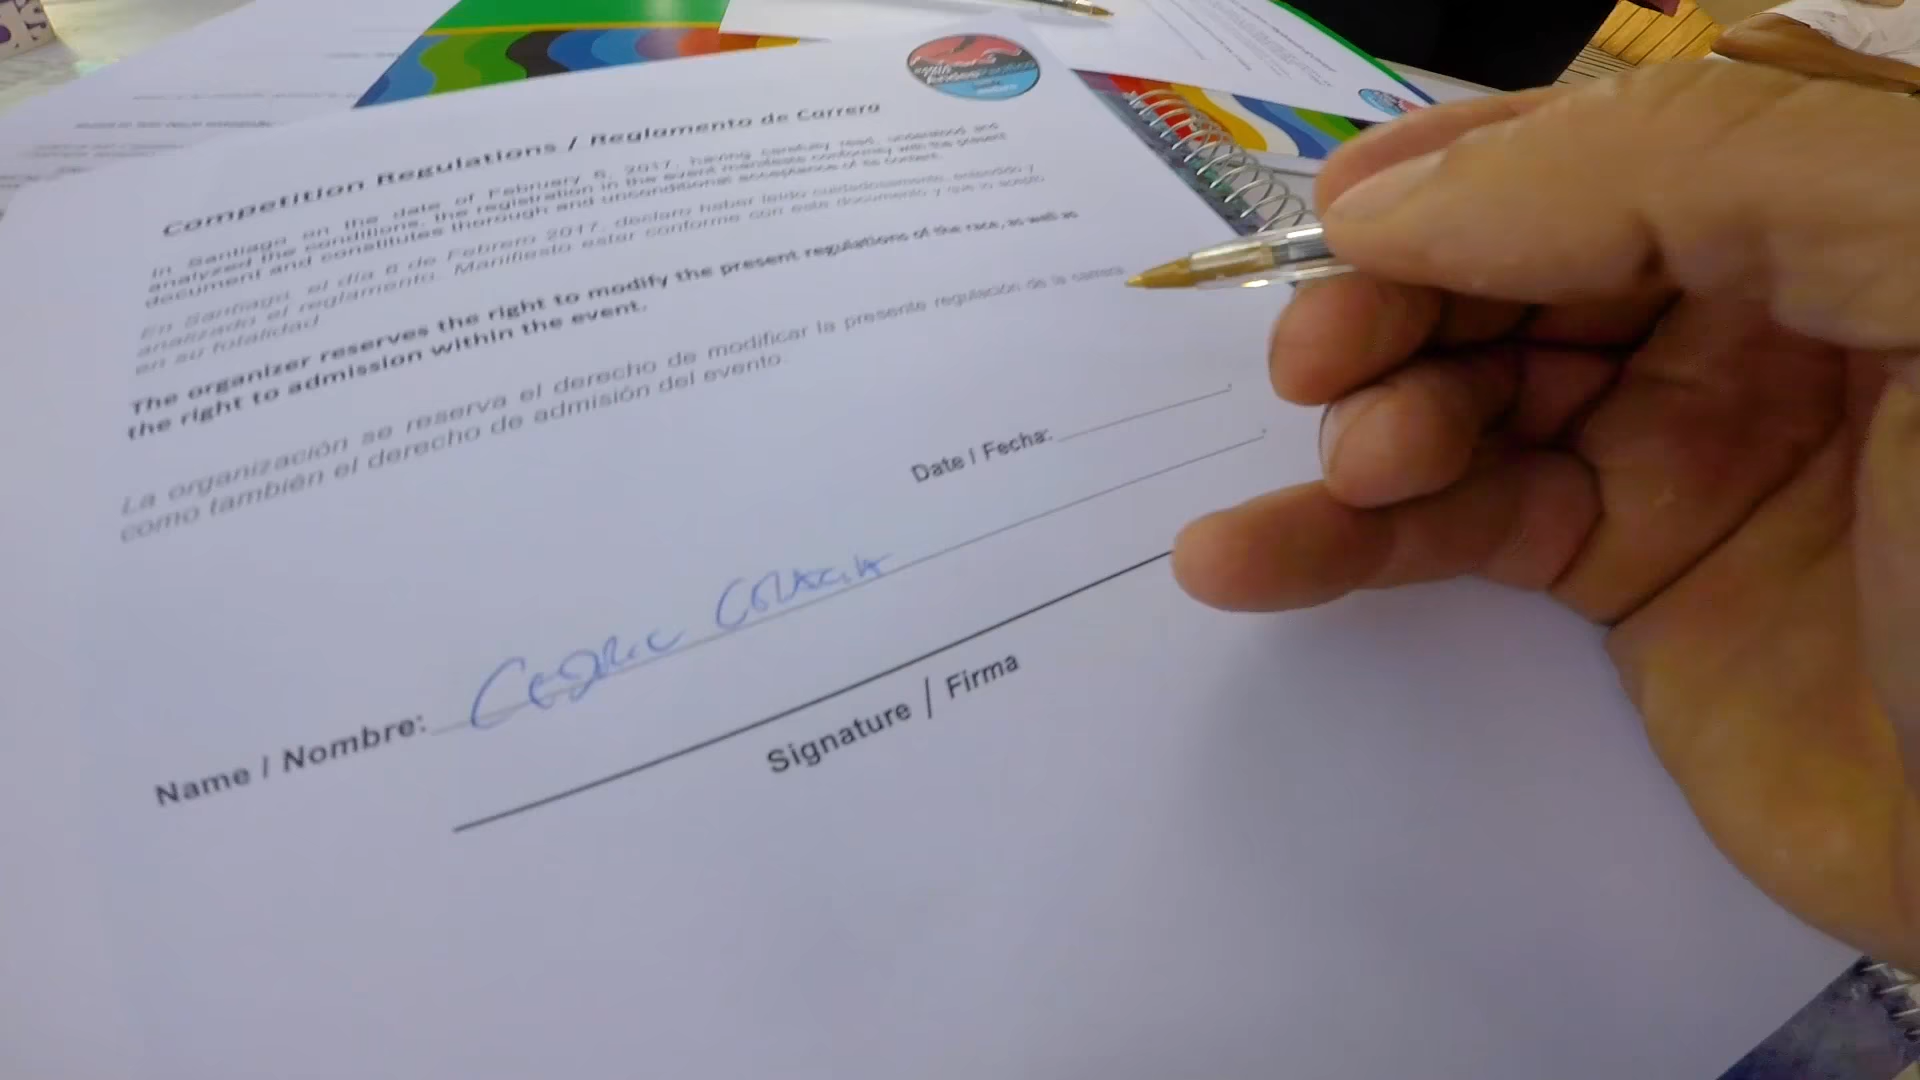 Competition Regulations / Reglamento de Carrera
In Santiago on the date of February 6, 2017, having carefully read, understood and
analyzed the conditions, the registration in the event manifests conformity with the present
document and constitutes thorough and unconditional acceptance of its content.
En Santiago, el día 6 de Febrero 2017, declaro haber leído cuidadosamente, entendido y
analizado el reglamento. Manifiesto estar conforme con este documento y que lo acepto
en su totalidad
The organizer reserves the right to modify the present regulations of the race, as well as
the right to admission within the event.
La organización se reserva el derecho de modificar la presente regulación de la carrera
como también el derecho de admisión del evento.
Date / Fecha:
Name / Nombre: Cedric
Signature / Firma